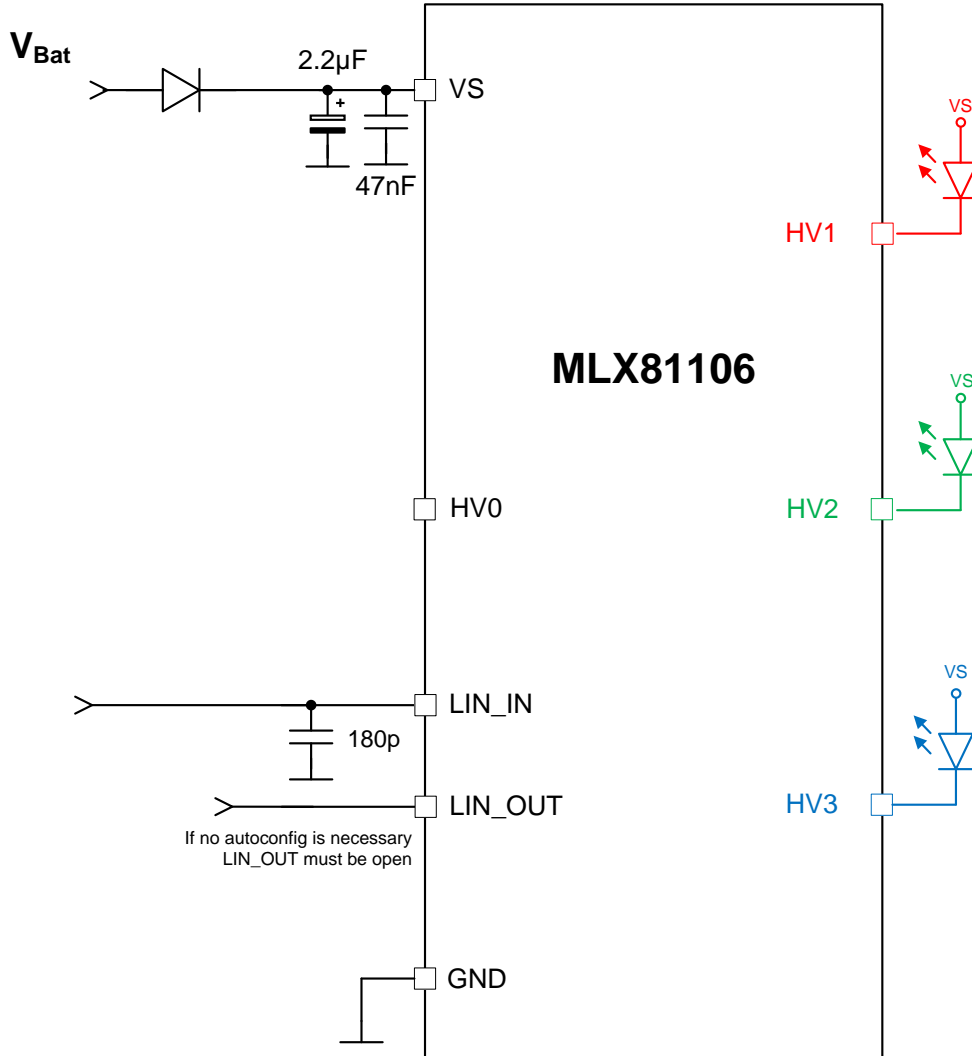 VBat
2.2µF
VS
47nF
VS
HV1
MLX81106
VS
HV0
HV2
VS
LIN_IN
180p
LIN_OUT
HV3
If no autoconfig is necessary
LIN_OUT must be open
GND